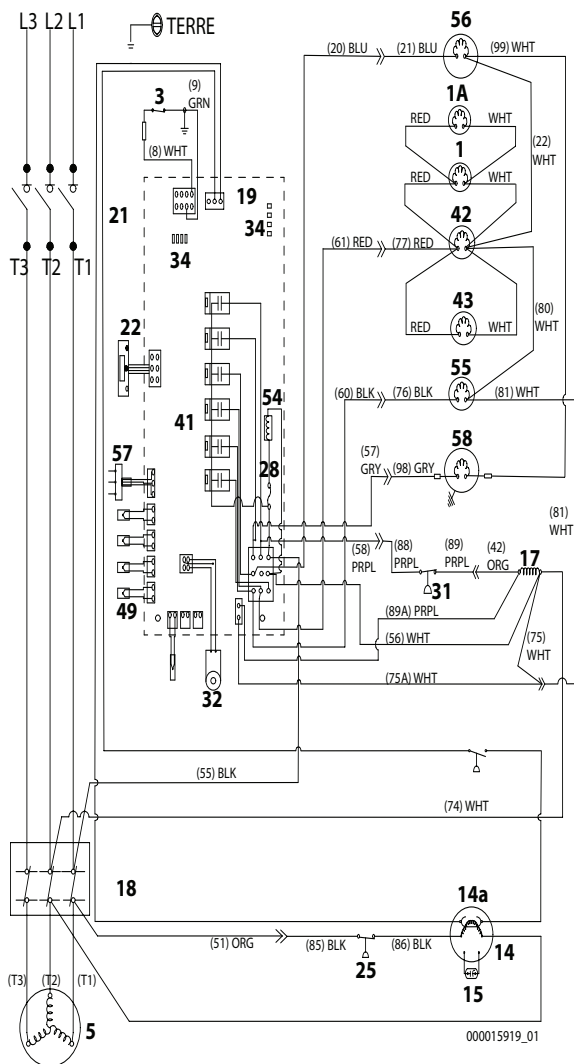 L3 L2 L1
TERRE
(20) BLU
(21) BLU
56
(99) WHT
3
(9)
GRN
(8) WHT
1A
RED
WHT
(22)
WHT
1
RED
WHT
21
19
34
34
42
(61) RED
(77) RED
T3 T2 T1
22
RED
WHT
43
(80)
WHT
41
54
(60) BLK
(76) BLK
55
(81) WHT
57
28
(57)
GRY
(98) GRY
58
(81)
WHT
49
(58)
PRPL
(88)
PRPL
31
(89)
PRPL
(42)
ORG
17
(89A) PRPL
(56) WHT
(75)
WHT
32
(75A) WHT
(55) BLK
(74) WHT
18
14a
(51) ORG
(85) BLK
25
(86) BLK
14
15
(T3) (T2) (T1)
5
000015919_01